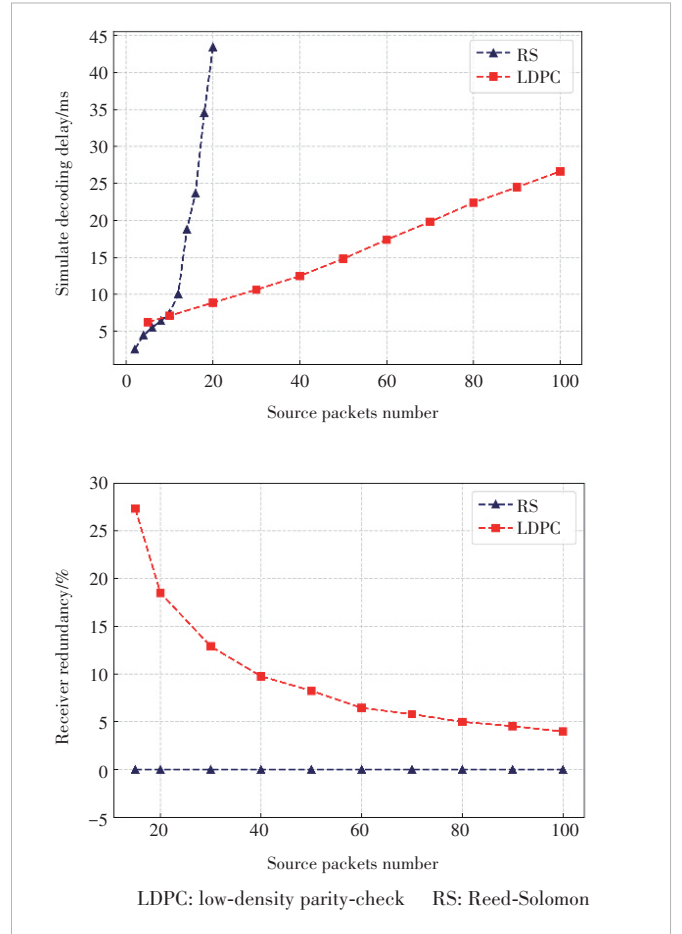 45
40
35
30
25
20
15
10
5
Simulate decoding delay/ms
RS
LDPC
0 20 40 60 80 100
Source packets number
30
25
20
15
10
5
0
−5
Receiver redundancy/%
RS
LDPC
20 40 60 80 100
Source packets number
LDPC: low-density parity-check RS: Reed-Solomon